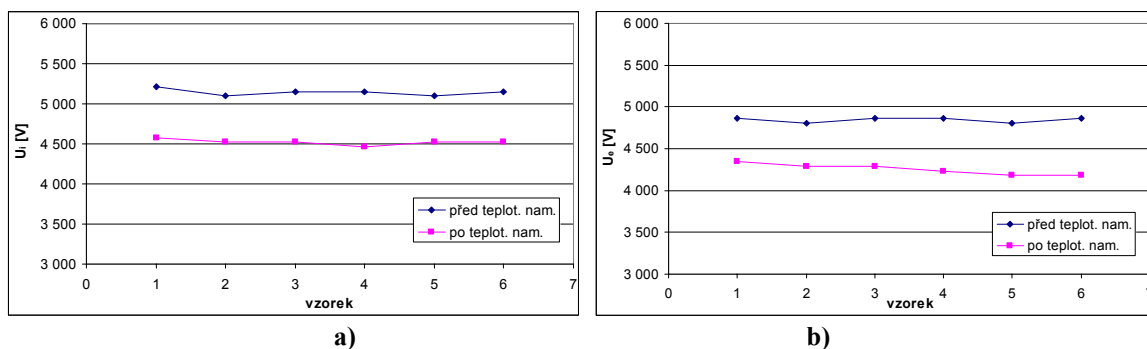 6 000
5 500
5 000
4 500
4 000
3 500
3 000
Ui [V]
0 1 2 3 4 5 6 7
vzorek
před teplot. nam.
po teplot. nam.
a)
6 000
5 500
5 000
4 500
4 000
3 500
3 000
Ue [V]
0 1 2 3 4 5 6 7
vzorek
před teplot. nam.
po teplot. nam.
b)